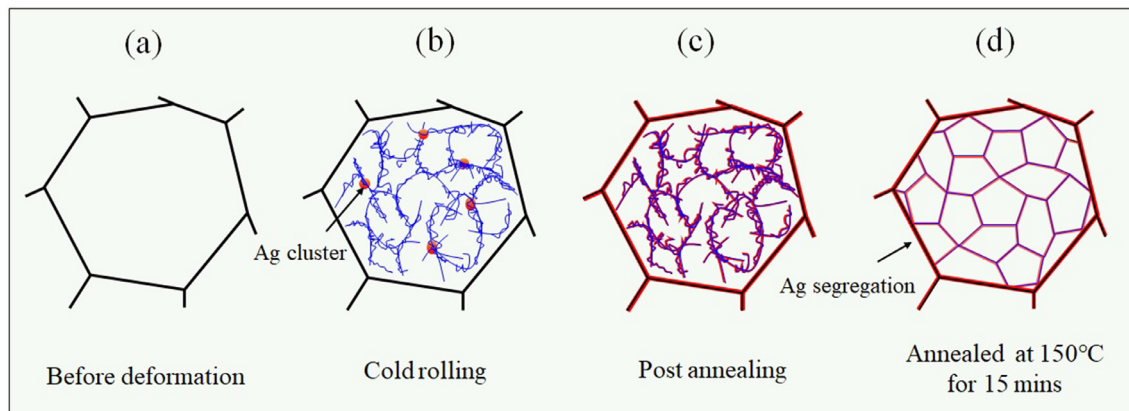 (a)
(b)
(c)
(d)
Ag cluster
Ag segregation
Before deformation
Cold rolling
Post annealing
Annealed at 150°C
for 15 mins